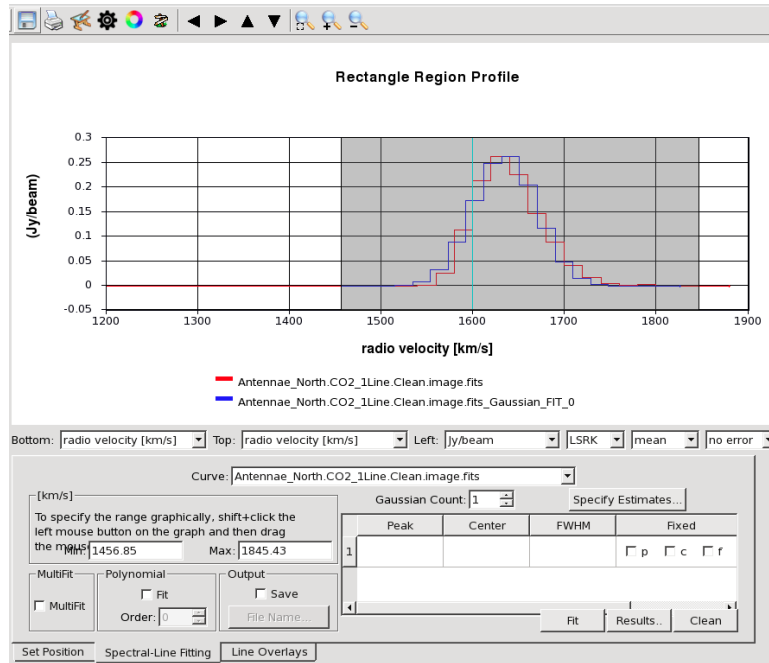 Rectangle Region Profile
(Jy/beam)
0.3
0.25
0.2
0.15
0.1
0.05
0
-0.05
1200 1300 1400 1500 1600 1700 1800 1900
radio velocity [km/s]
Antennae_North.CO2_1Line.Clean.image.fits
Antennae_North.CO2_1Line.Clean.image.fits_Gaussian_FIT_0
Bottom: radio velocity [km/s] Top: radio velocity [km/s] Left: Jy/beam LSRK mean no error
Curve: Antennae_North.CO2_1Line.Clean.image.fits
[km/s]
To specify the range graphically, shift+click the
left mouse button on the graph and then drag
the Min: 1456.85 Max: 1845.43
Gaussian Count: 1 Specify Estimates...
Peak Center FWHM Fixed
1 p c f
MultiFit Polynomial Output
MultiFit Fit Save
Order: 0 File Name...
Fit Results.. Clean
Set Position Spectral-Line Fitting Line Overlays